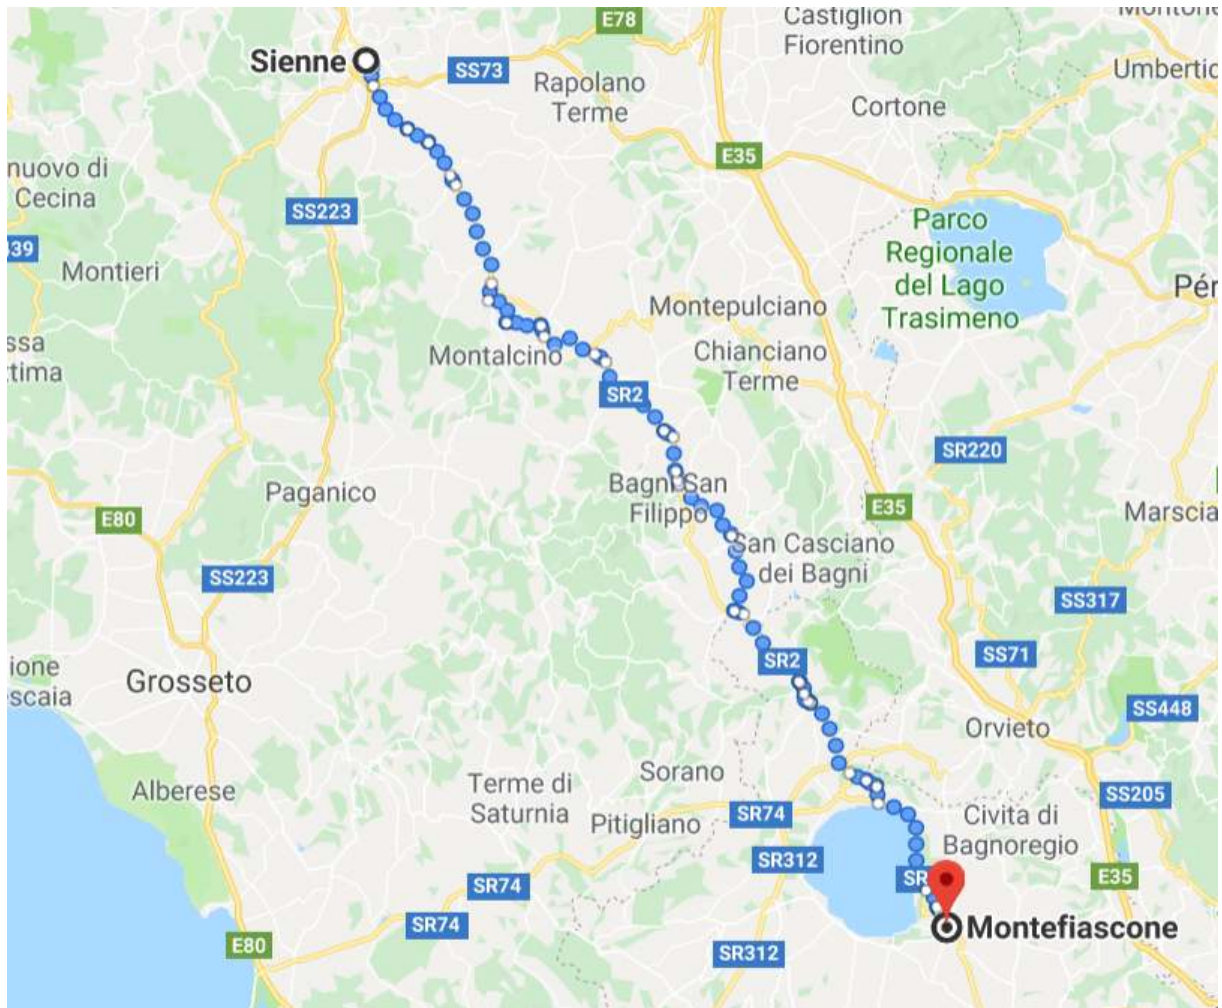 Castiglion
Fiorentino
E78
Sienne
SS73
Umbertid
Rapolano
Terme
Cortone
E35
nuovo di
Cecina
SS223
Parco
Regionale
del Lago
Trasimeno
39
Montieri
Montepulciano
Pér
ssa
ttima
Montalcino
Chianciano
Terme
SR2
SR220
Paganico
Bagni San
Filippo
E80
E35
Marscia
San Casciano
dei Bagni
SS223
SS317
SR2
SS71
ione
escaia
Grosseto
SS448
Orvieto
Sorano
Terme di
Saturnia
Alberese
SS205
Pitigliano
SR74
Civita di
Bagnoregio
SR312
SR74
SR
E35
SR74
Montefiascone
E80
SR312